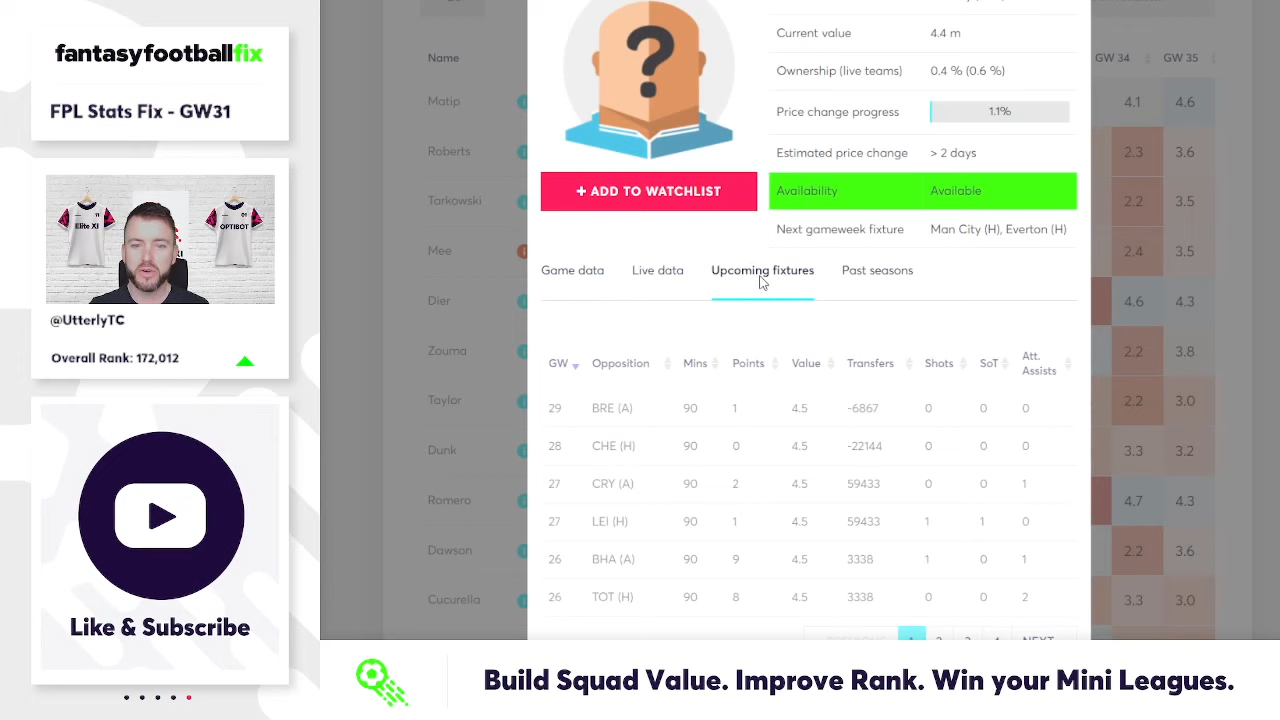 fantasyfootballfix
FPL Stats Fix - GW31
Elite XI
OPTIBOT
@UtterlyTC
Overall Rank: 172,012
Like & Subscribe
Name
Matip
Roberts
Tarkowski
Mee
Dier
Zouma
Taylor
Dunk
Romero
Dawson
Cucurella
?
+ ADD TO WATCHLIST
Current value 4.4 m
Ownership (live teams) 0.4 % (0.6 %)
Price change progress 1.1%
Estimated price change > 2 days
Availability Available
Next gameweek fixture Man City (H), Everton (H)
Game data Live data Upcoming fixtures Past seasons
GW Opposition Mins Points Value Transfers Shots SoT Att. Assists
29 BRE (A) 90 1 4.5 -6867 0 0 0
28 CHE (H) 90 0 4.5 -22144 0 0 0
27 CRY (A) 90 2 4.5 59433 0 0 1
27 LEI (H) 90 1 4.5 59433 1 1 0
26 BHA (A) 90 9 4.5 3338 1 0 1
26 TOT (H) 90 8 4.5 3338 0 0 2
NEXT
GW 34 GW 35
4.1 4.6
2.3 3.6
2.2 3.5
2.4 3.5
4.6 4.3
2.2 3.8
2.2 3.0
3.3 3.2
4.7 4.3
2.2 3.6
3.3 3.0
Build Squad Value. Improve Rank. Win your Mini Leagues.